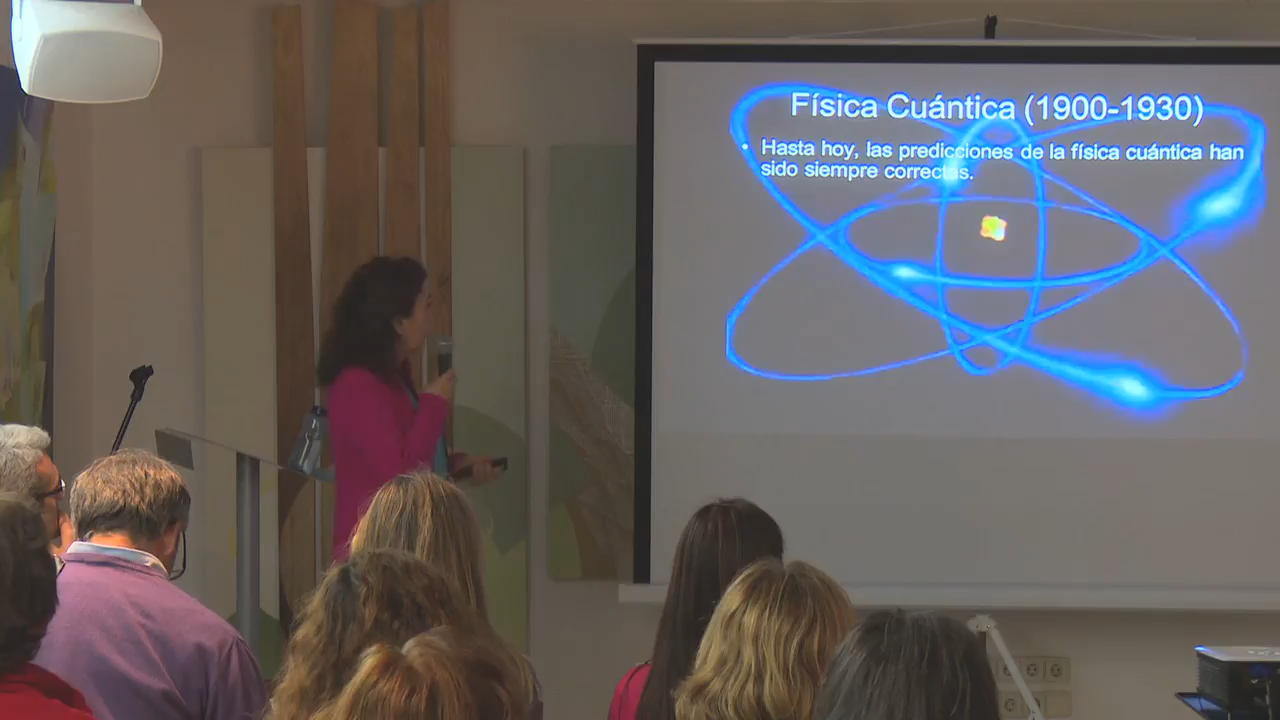 Física Cuántica (1900-1930)
• Hasta hoy, las predicciones de la física cuántica han
sido siempre correctas.